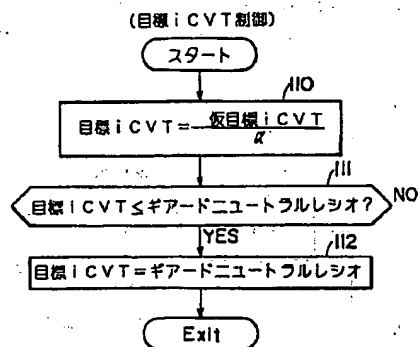 (目標iCVT制御)
スタート
110
目標iCVT=仮目標iCVT/α
111
目標iCVT≤ギアードニュートラルレシオ?
NO
YES
112
目標iCVT=ギアードニュートラルレシオ
Exit